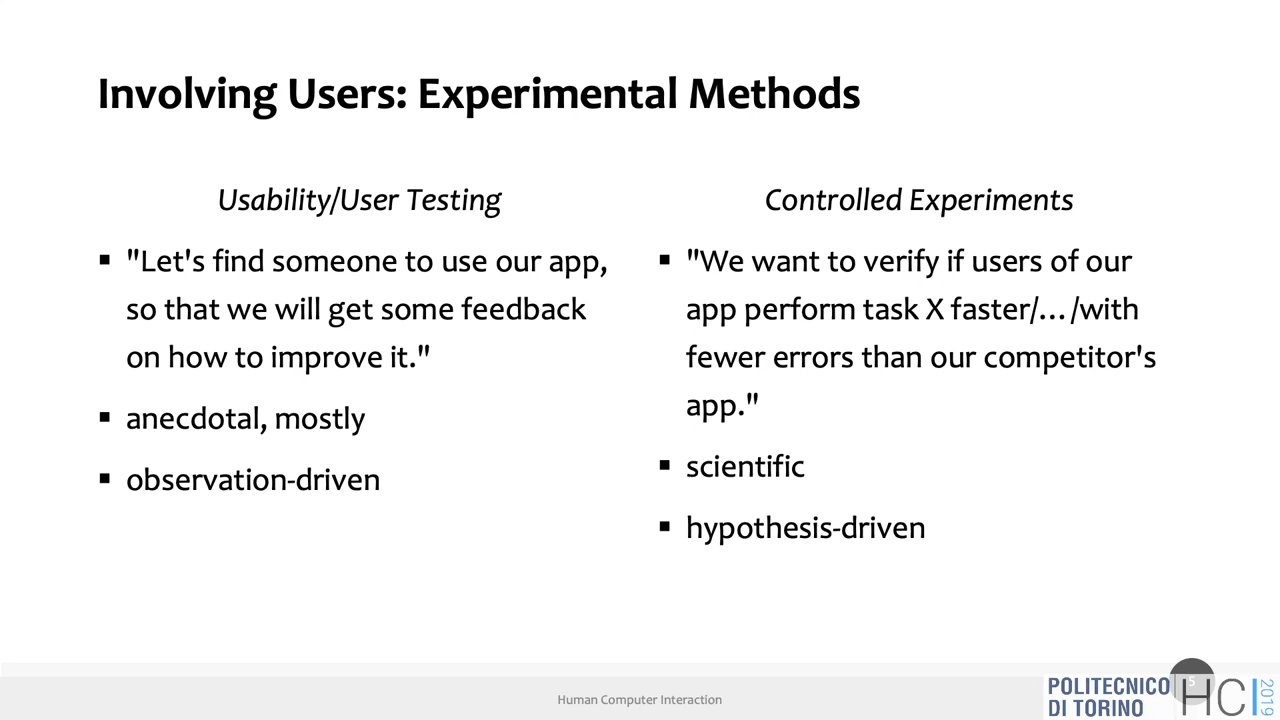 Involving Users: Experimental Methods
Usability/User Testing
▪ "Let's find someone to use our app,
so that we will get some feedback
on how to improve it."
▪ anecdotal, mostly
▪ observation-driven
Controlled Experiments
▪ "We want to verify if users of our
app perform task X faster/…/with
fewer errors than our competitor's
app."
▪ scientific
▪ hypothesis-driven
Human Computer Interaction
POLITECNICO
DI TORINO
5
HCI
2019